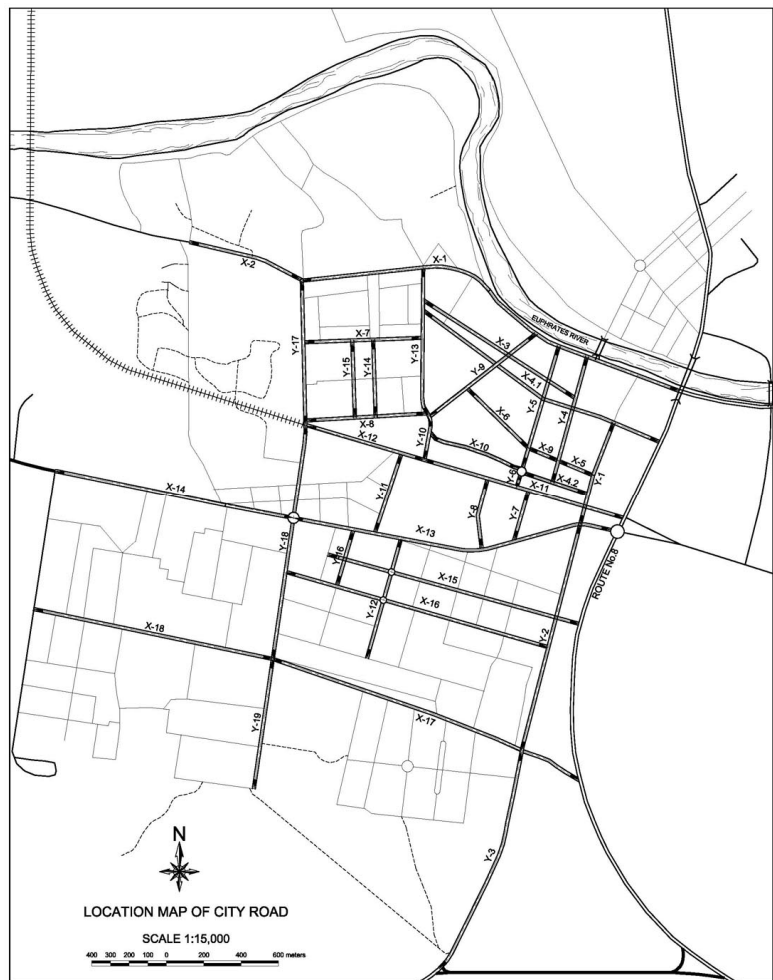 X-2
X-1
EUPHRATES RIVER
X-7
X-3
Y-17
Y-15
Y-14
Y-13
Y-9
X-4.1
Y-5
Y-4
X-6
X-8
X-12
Y-10
X-10
X-9
X-5
Y-1
Y-6
X-4.2
X-11
Y-11
X-14
Y-8
Y-7
Y-18
X-13
Y-16
ROUTE No.8
X-15
X-16
Y-12
X-18
Y-2
X-17
Y-19
Y-3
N
LOCATION MAP OF CITY ROAD
SCALE 1:15,000
400 300 200 100 0 200 400 600 meters